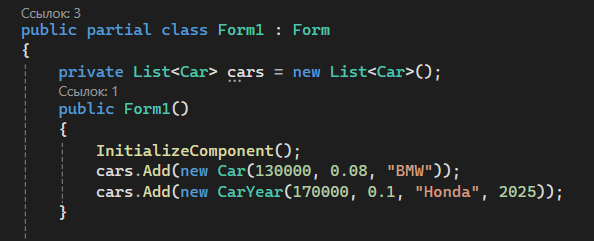 Ссылок: 3
public partial class Form1 : Form
{
private List<Car> cars = new List<Car>();
Ссылок: 1
public Form1()
{
InitializeComponent();
cars.Add(new Car(130000, 0.08, "BMW"));
cars.Add(new CarYear(170000, 0.1, "Honda", 2025));
}